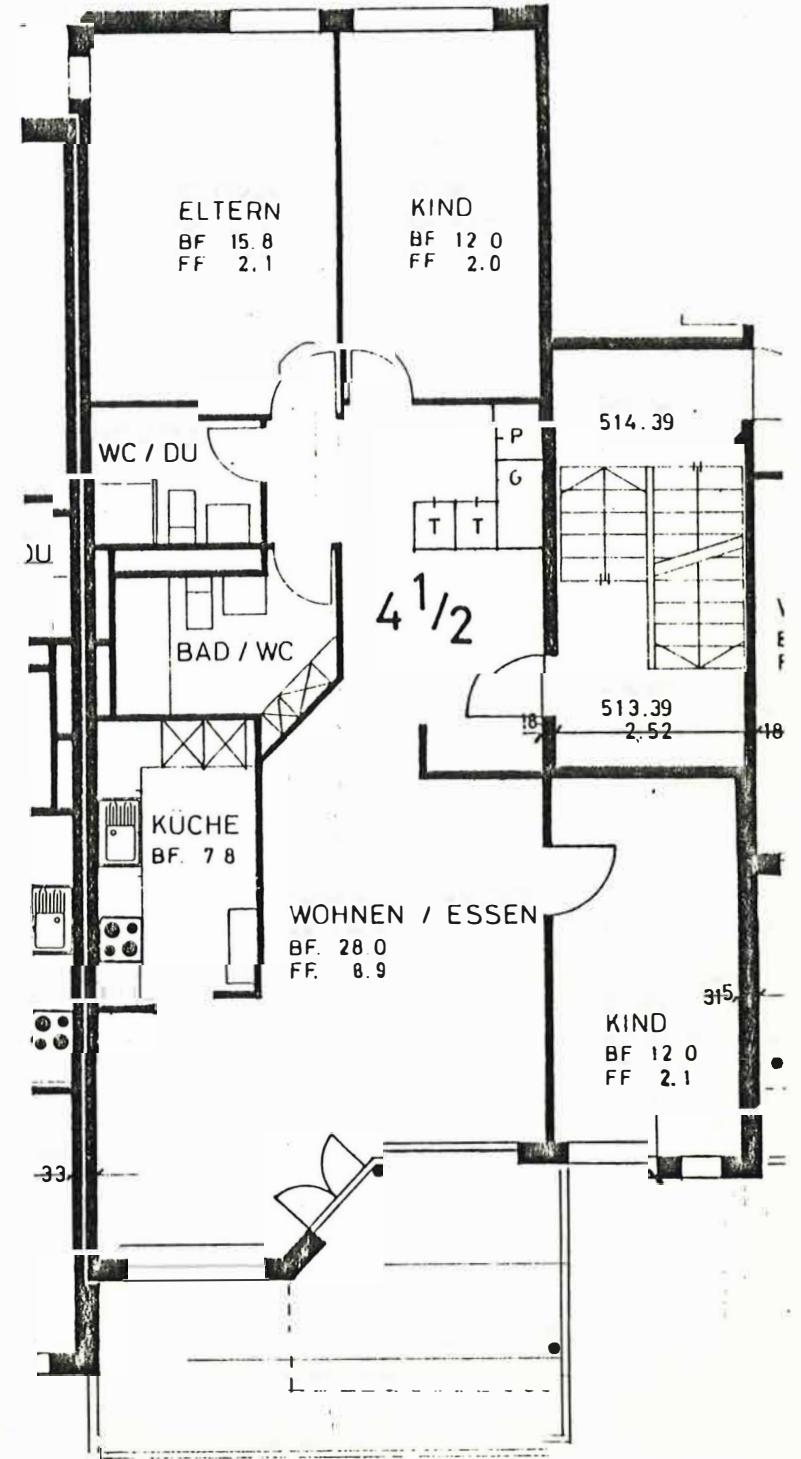 ELTERN
BF 15.8
FF 2.1
KIND
BF 12 0
FF 2.0
WC / DU
P
G
T T
514.39
DU
4 1/2
BAD / WC
513.39
18
2.52
18
KÜCHE
BF. 7 8
WOHNEN / ESSEN
BF. 28.0
FF. 8.9
315
KIND
BF 12 0
FF 2.1
33